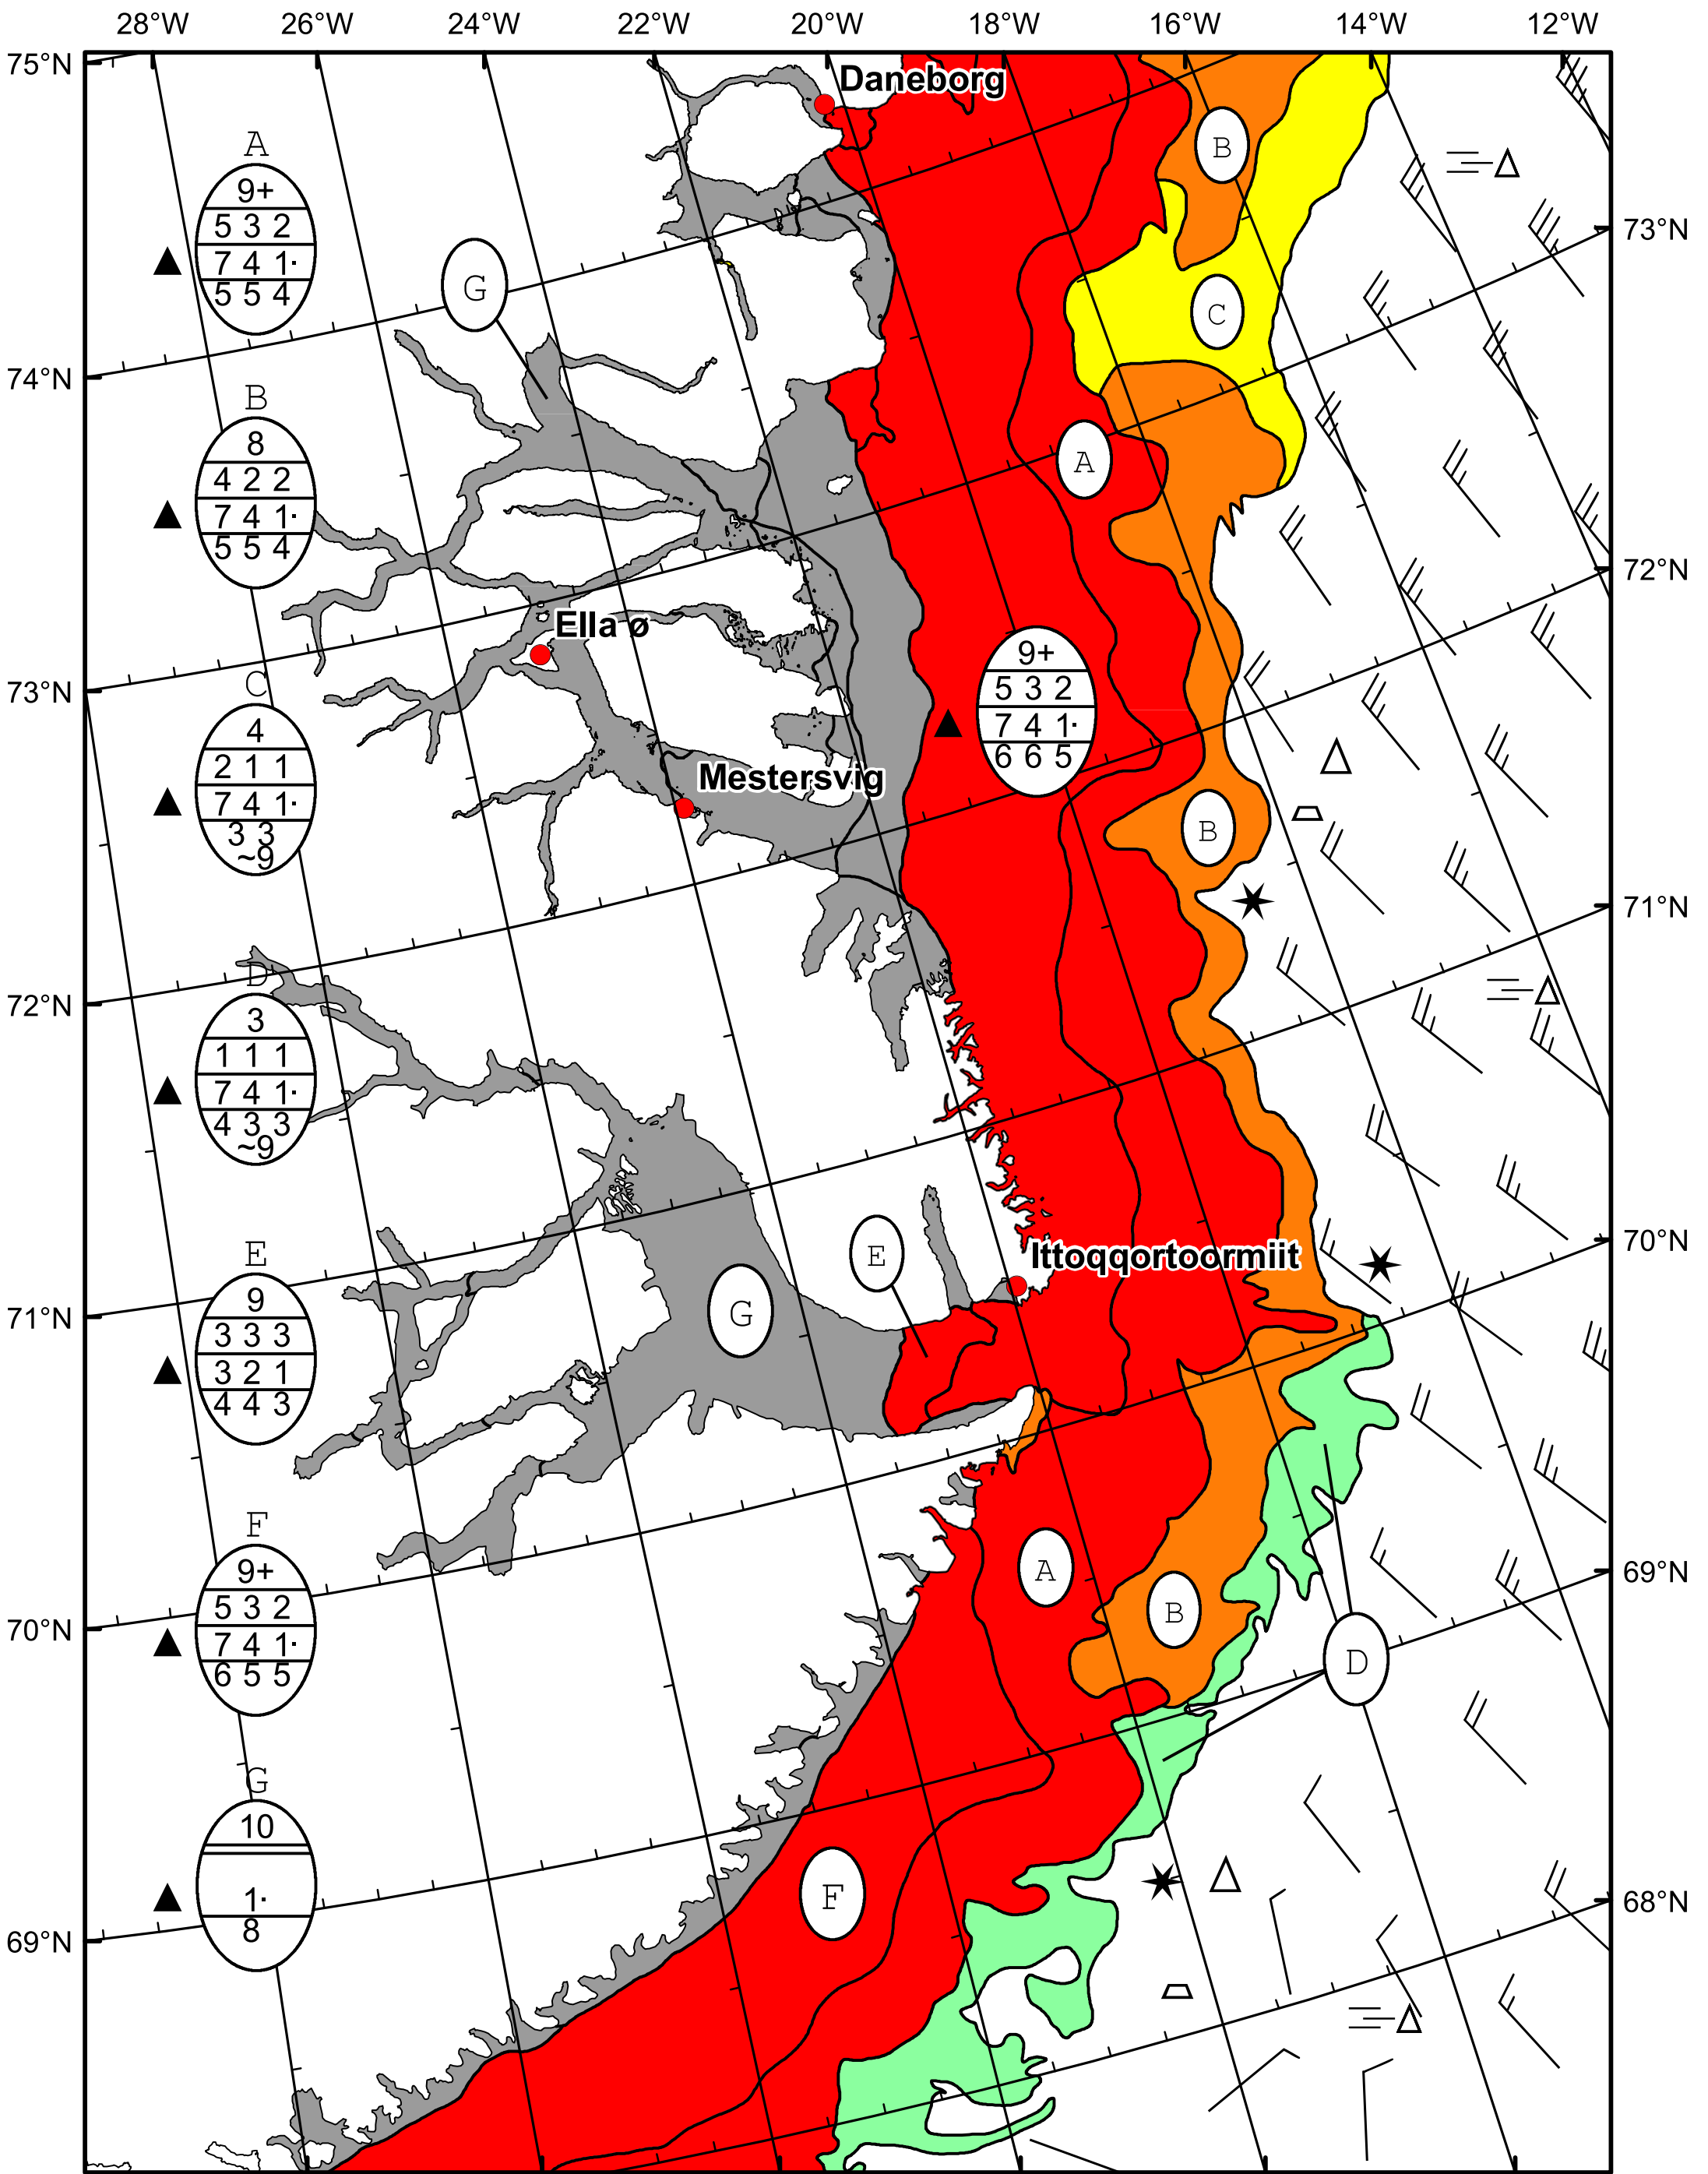 28°W 26°W 24°W 22°W 20°W 18°W 16°W 14°W 12°W
75°N
Daneborg
B
A
9+
5 3 2
7 4 1·
5 5 4
73°N
G
C
74°N
B
8
4 2 2
7 4 1·
5 5 4
A
72°N
Ella ø
9+
5 3 2
7 4 1·
6 6 5
73°N
C
4
2 1 1
7 4 1·
3 3
~9
Mestersvig
B
71°N
72°N
D
3
1 1 1
7 4 1·
4 3 3
~9
70°N
E
9
3 3 3
3 2 1
4 4 3
E
Ittoqqortoormiit
G
71°N
F
9+
5 3 2
7 4 1·
6 5 5
A
69°N
B
70°N
D
G
10
1·
8
F
68°N
69°N